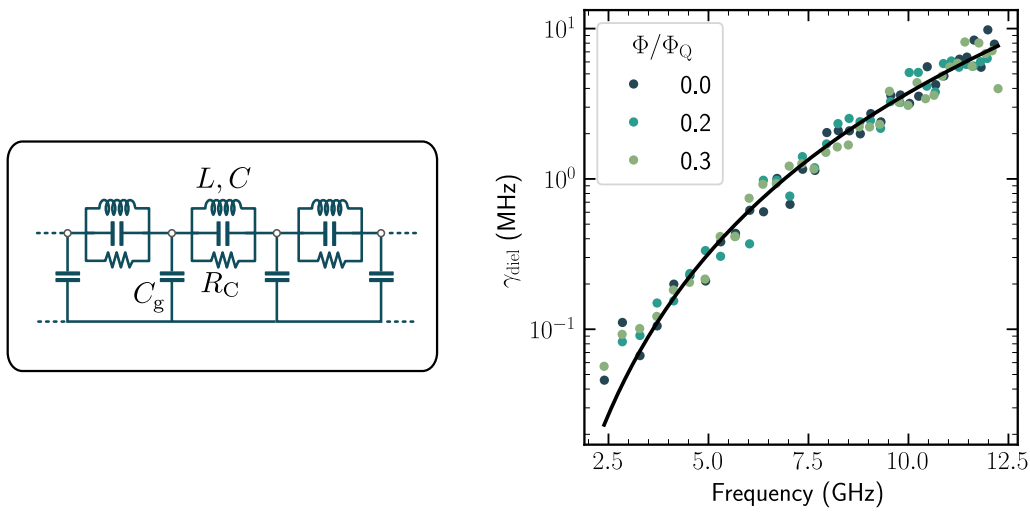 L, C
R_C
C_g
γ_diel (MHz)
10^1
10^0
10^{-1}
Φ/Φ_Q
0.0
0.2
0.3
2.5 5.0 7.5 10.0 12.5
Frequency (GHz)